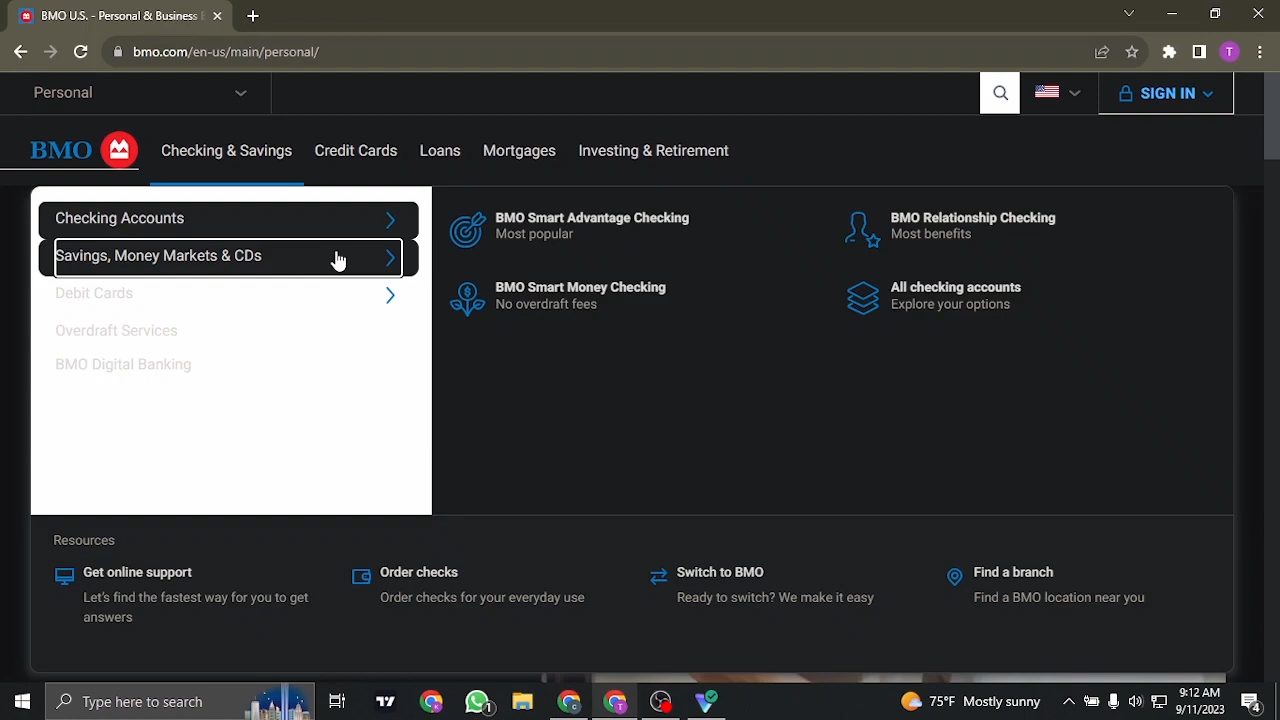 BMO U.S. - Personal & Business
bmo.com/en-us/main/personal/
T
Personal
SIGN IN
BMO
Checking & Savings
Credit Cards
Loans
Mortgages
Investing & Retirement
Checking Accounts
Savings, Money Markets & CDs
Debit Cards
Overdraft Services
BMO Digital Banking
BMO Smart Advantage Checking
Most popular
BMO Relationship Checking
Most benefits
BMO Smart Money Checking
No overdraft fees
All checking accounts
Explore your options
Resources
Get online support
Let's find the fastest way for you to get
answers
Order checks
Order checks for your everyday use
Switch to BMO
Ready to switch? We make it easy
Find a branch
Find a BMO location near you
Type here to search
1
75°F Mostly sunny
9:12 AM
9/11/2023
4